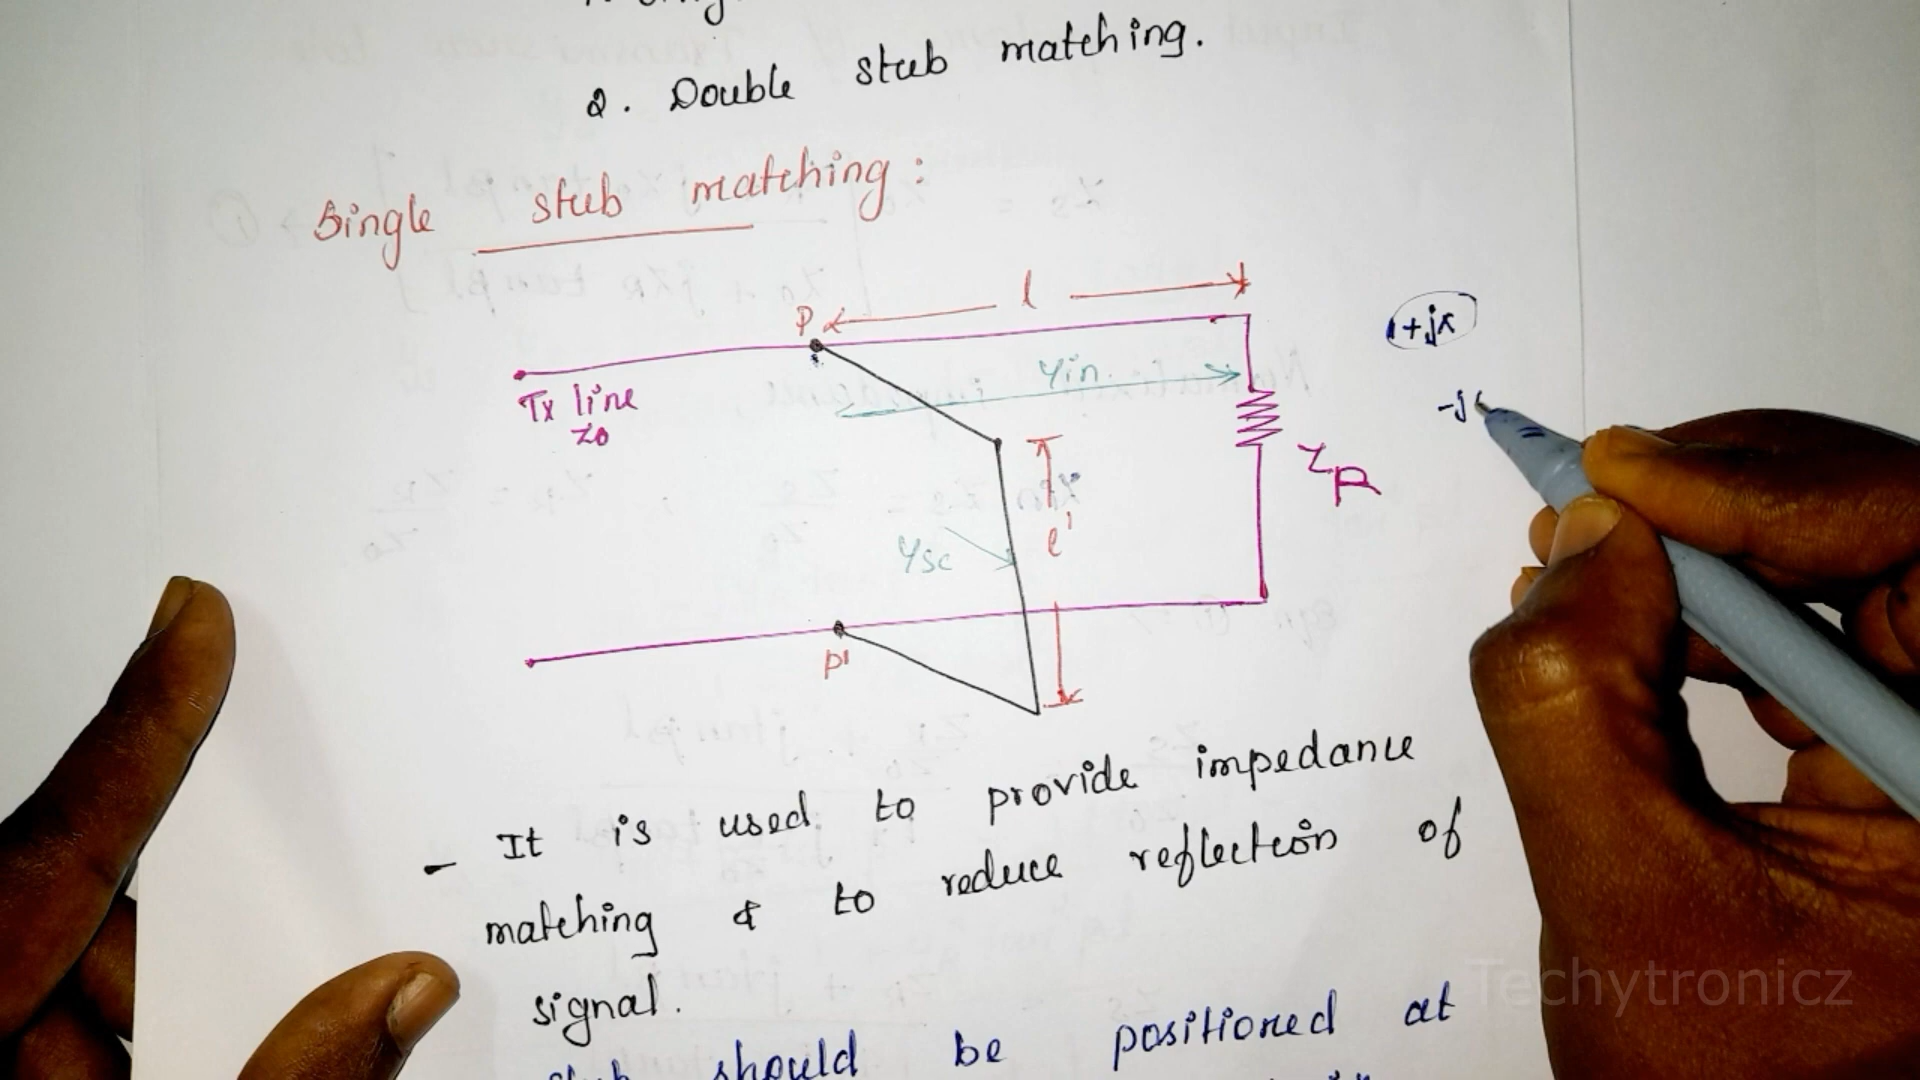 2. Double stub matching.
Single stub matching :
l
P
1+jx
Yin
Tx line
Z0
-j
ZR
Ysc
l'
P'
- It is used to provide impedance
matching & to reduce reflection of
signal.
should be positioned at
Techytronicz